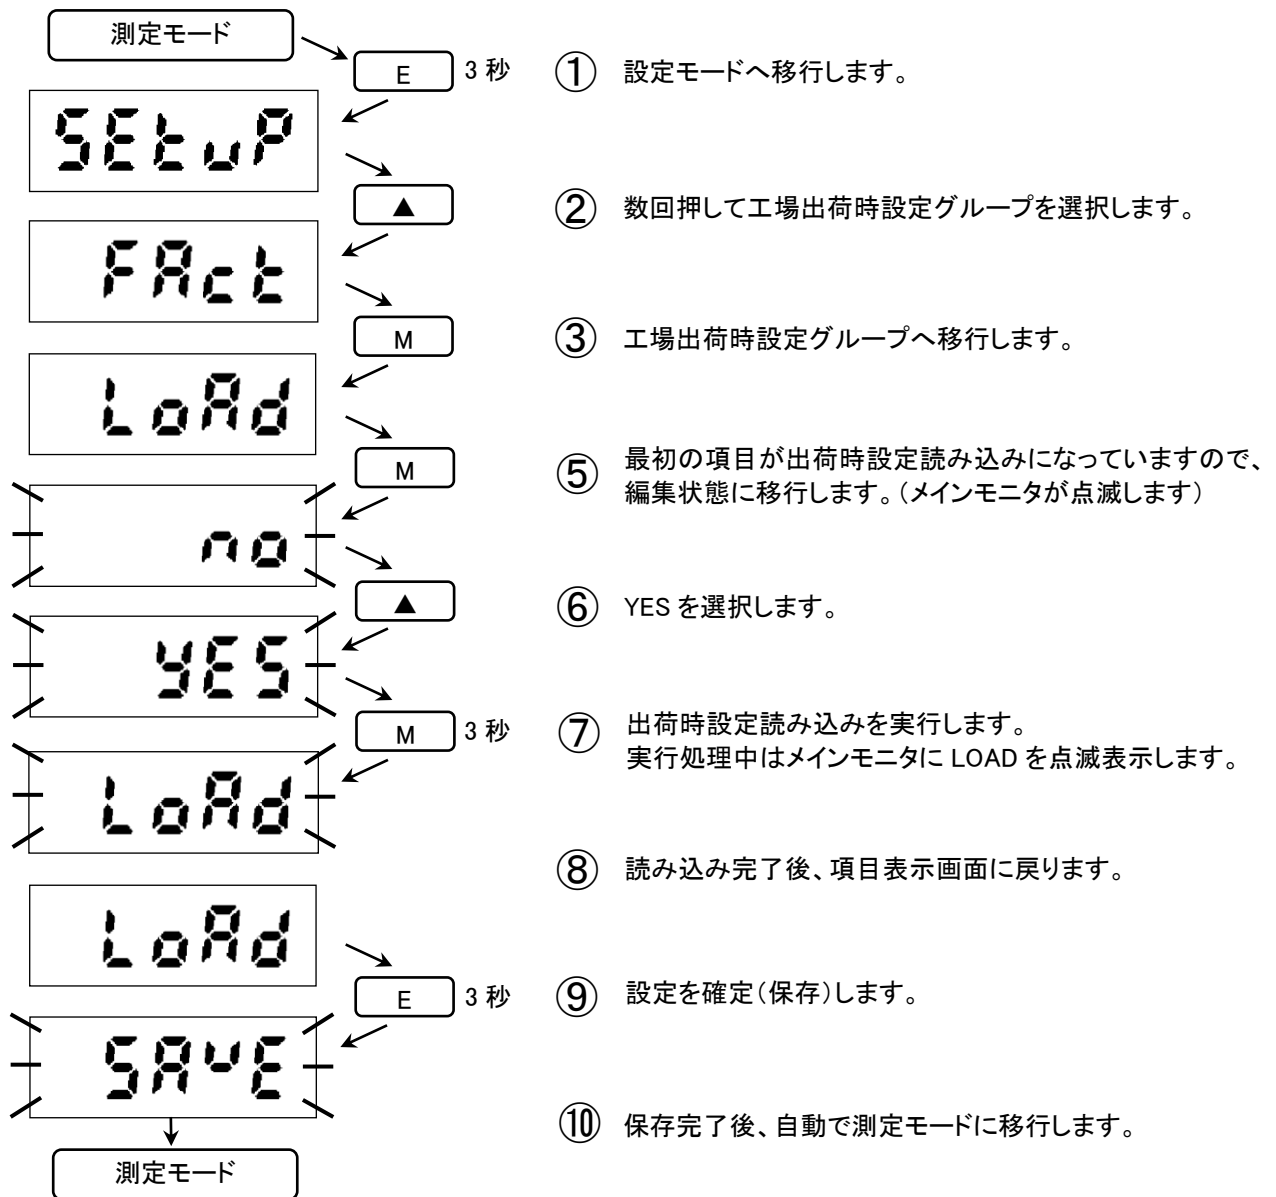 測定モード
E 3 秒 ① 設定モードへ移行します。
SEtuP
▲ ② 数回押して工場出荷時設定グループを選択します。
FAct
M ③ 工場出荷時設定グループへ移行します。
LoAd
M ⑤ 最初の項目が出荷時設定読み込みになっていますので、
編集状態に移行します。（メインモニタが点滅します）
no
▲ ⑥ YES を選択します。
yES
M 3 秒 ⑦ 出荷時設定読み込みを実行します。
実行処理中はメインモニタに LOAD を点滅表示します。
LoAd
⑧ 読み込み完了後、項目表示画面に戻ります。
LoAd
E 3 秒 ⑨ 設定を確定（保存）します。
SAvE
⑩ 保存完了後、自動で測定モードに移行します。
測定モード